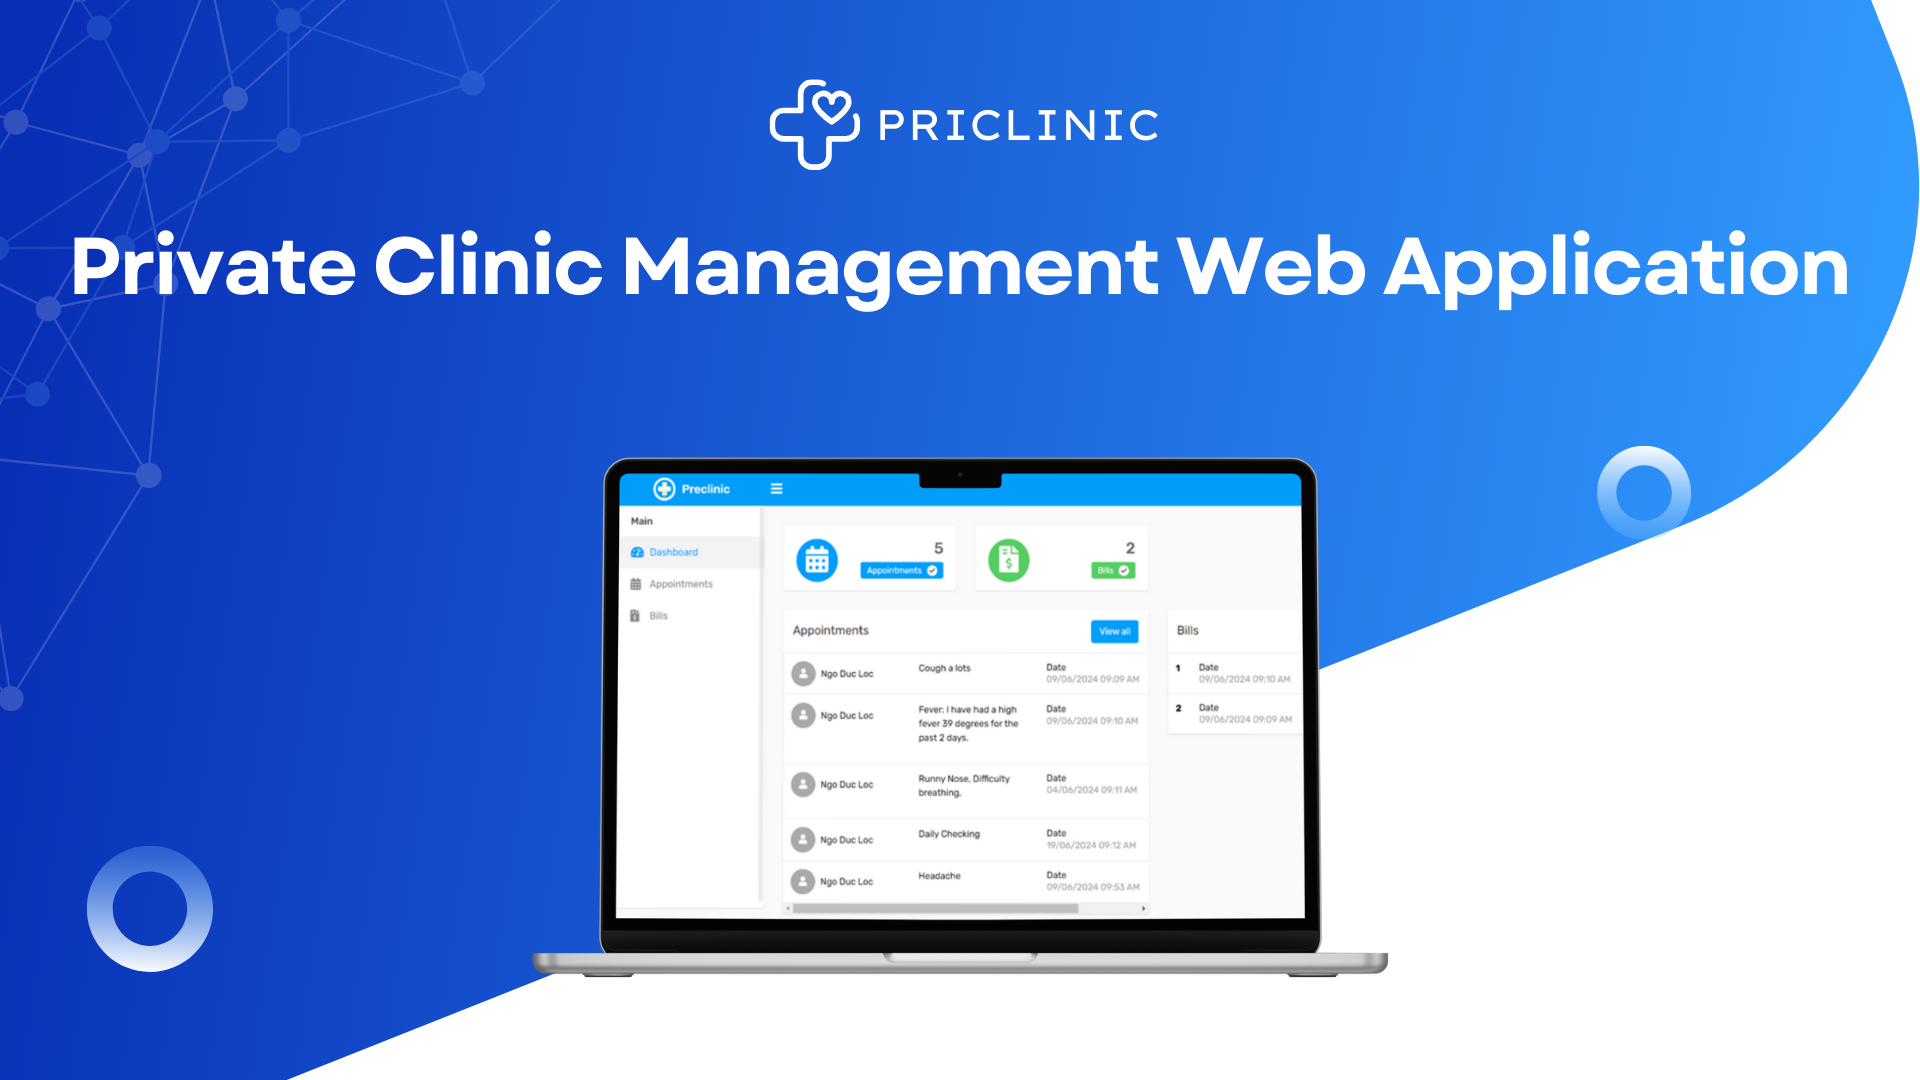 PRICLINIC
Private Clinic Management Web Application
Preclinic
Main
Dashboard
Appointments
Bills
5
Appointments
2
Bills
Appointments
View all
Ngo Duc Loc
Cough a lots
Date
09/06/2024 09:09 AM
Ngo Duc Loc
Fever: I have had a high
fever 39 degrees for the
past 2 days.
Date
09/06/2024 09:10 AM
Ngo Duc Loc
Runny Nose, Difficulty
breathing.
Date
04/06/2024 09:11 AM
Ngo Duc Loc
Daily Checking
Date
19/06/2024 09:12 AM
Ngo Duc Loc
Headache
Date
09/06/2024 09:53 AM
Bills
1
Date
09/06/2024 09:10 AM
2
Date
09/06/2024 09:09 AM